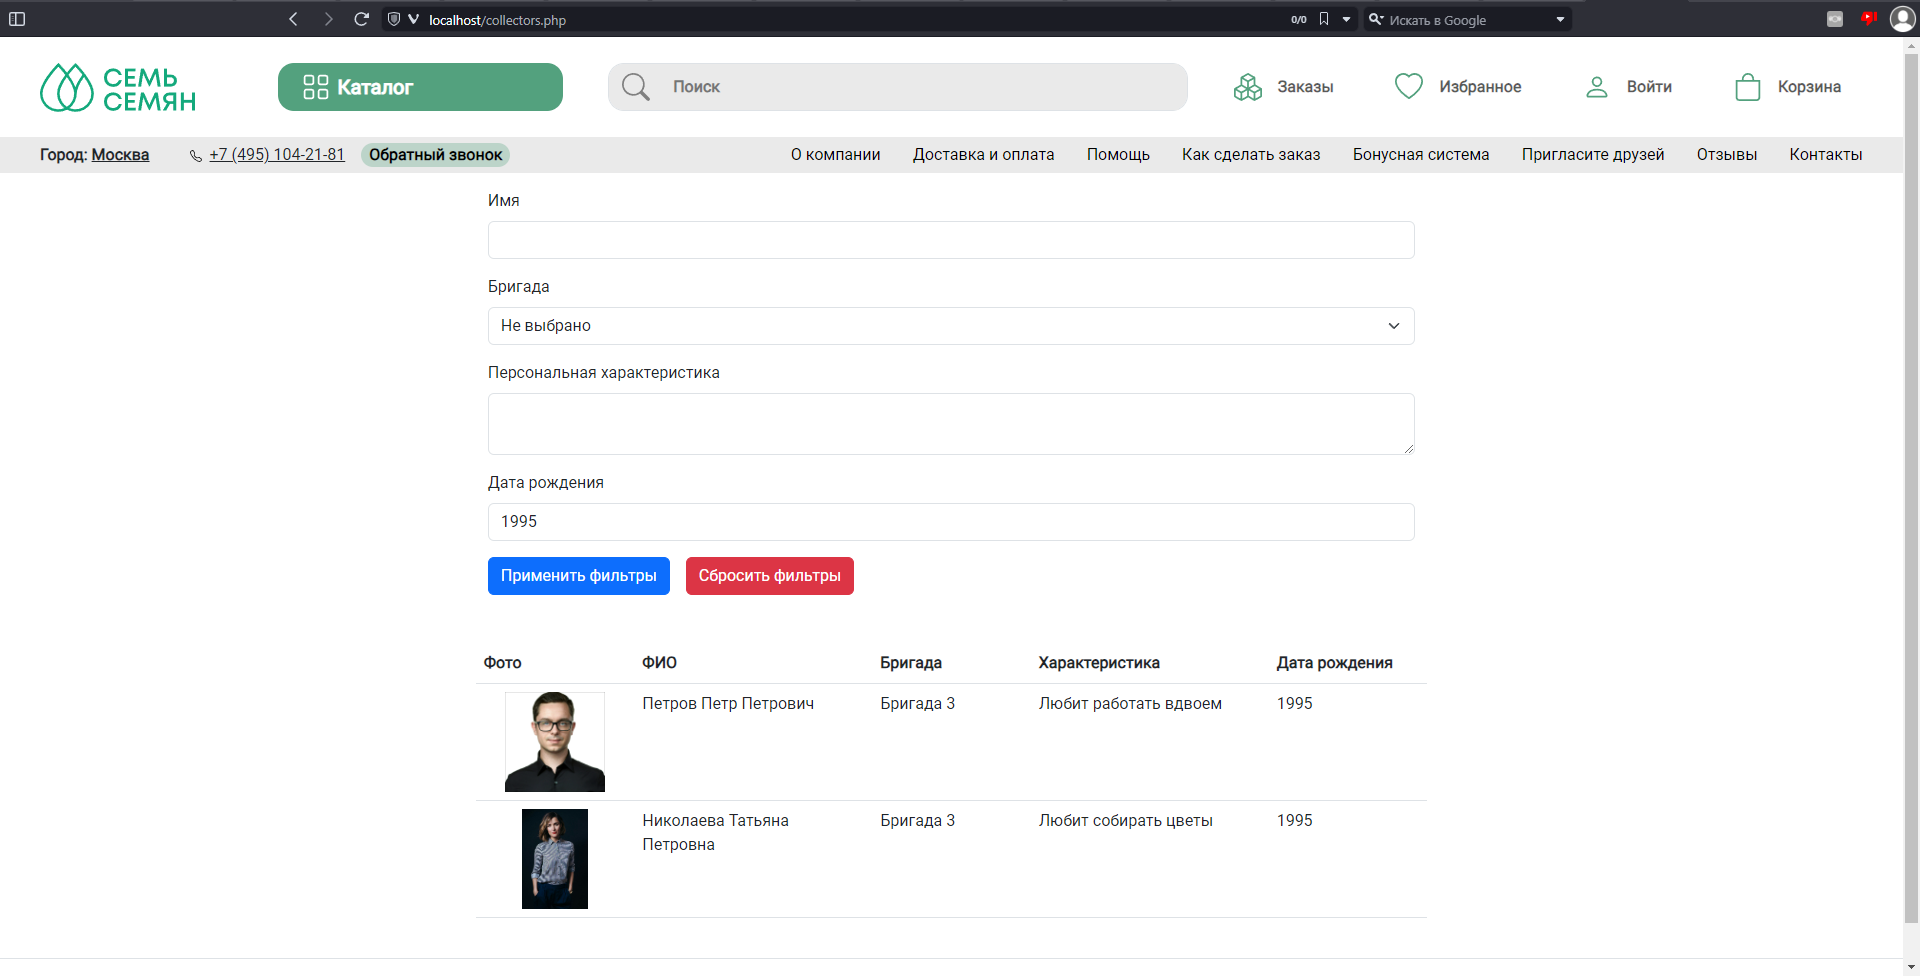 localhost/collectors.php
0/0
Искать в Google
СЕМЬ
СЕМЯН
Каталог
Поиск
Заказы
Избранное
Войти
Корзина
Город: Москва
+7 (495) 104-21-81
Обратный звонок
О компании
Доставка и оплата
Помощь
Как сделать заказ
Бонусная система
Пригласите друзей
Отзывы
Контакты
Имя
Бригада
Не выбрано
Персональная характеристика
Дата рождения
1995
Применить фильтры
Сбросить фильтры
Фото
ФИО
Бригада
Характеристика
Дата рождения
Петров Петр Петрович
Бригада 3
Любит работать вдвоем
1995
Николаева Татьяна
Петровна
Бригада 3
Любит собирать цветы
1995